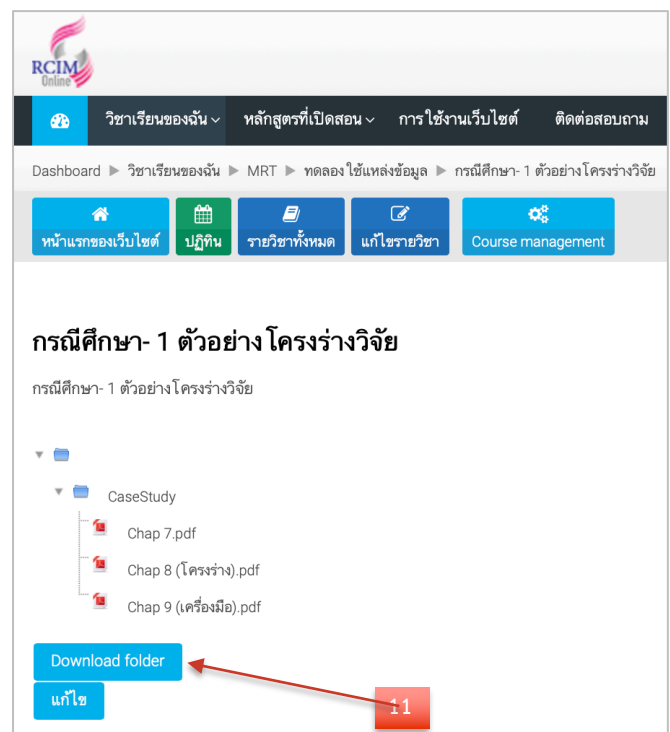 RCIM
Online
วิชาเรียนของฉัน หลักสูตรที่เปิดสอน การใช้งานเว็บไซต์ ติดต่อสอบถาม
Dashboard ▶ วิชาเรียนของฉัน ▶ MRT ▶ ทดลองใช้แหล่งข้อมูล ▶ กรณีศึกษา- 1 ตัวอย่างโครงร่างวิจัย
หน้าแรกของเว็บไซต์ ปฏิทิน รายวิชาทั้งหมด แก้ไขรายวิชา Course management
กรณีศึกษา- 1 ตัวอย่างโครงร่างวิจัย
กรณีศึกษา- 1 ตัวอย่างโครงร่างวิจัย
CaseStudy
Chap 7.pdf
Chap 8 (โครงร่าง).pdf
Chap 9 (เครื่องมือ).pdf
Download folder
แก้ไข
11